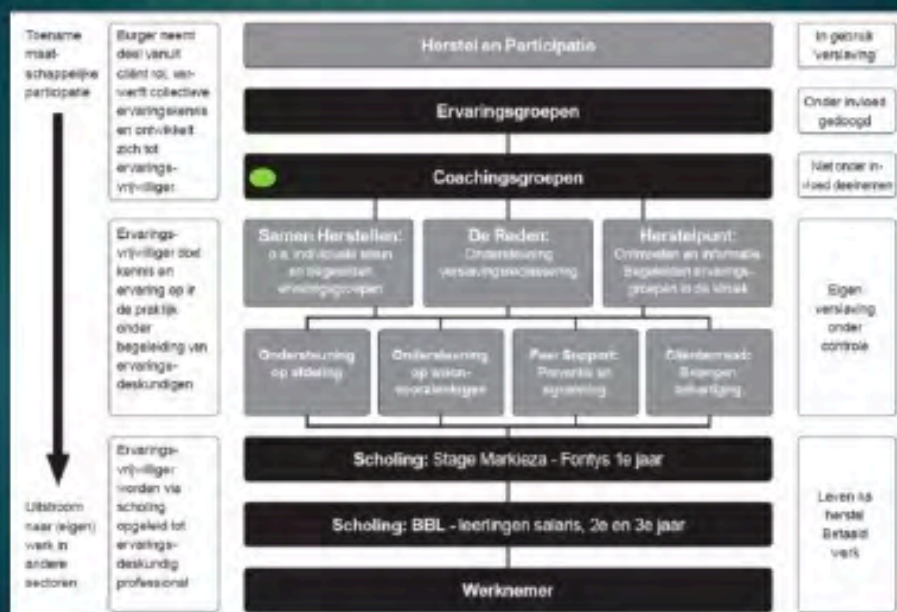 Toename
maat-
schappelijke
participatie
Uitstroom
naar (eigen)
werk in
andere
sectoren
Burger neemt
deel vanuit
cliënt rol, ver-
werft collectieve
ervaringskennis
en ontwikkelt
zich tot
ervarings-
vrijwilliger.
Ervarings-
vrijwilliger doet
kennis en
ervaring op in
de praktijk
onder
begeleiding van
ervarings-
deskundigen
Ervarings-
vrijwilliger
worden via
scholing
opgeleid tot
ervarings-
deskundig
professional
Herstel en Participatie
Ervaringsgroepen
Coachingsgroepen
Samen Herstellen:
o.a. individuele steun
en begeleiden
ervaringsgroepen
De Reden:
Ondersteuning
verslavingsreclassering
Herstelpunt:
Ontmoeten en informatie
Begeleiden ervarings-
groepen in de kliniek
Ondersteuning
op afdeling
Ondersteuning
op woon-
voorzieningen
Peer Support:
Preventie en
signalering
Cliëntenraad:
Belangen
behartiging
Scholing: Stage Markieza - Fontys 1e jaar
Scholing: BBL - leerlingen salaris, 2e en 3e jaar
Werknemer
In gebruik
verslaving
Onder invloed
gedoogd
Niet onder in-
vloed deelnemen
Eigen
verslaving
onder
controle
Leven na
herstel
Betaald
werk